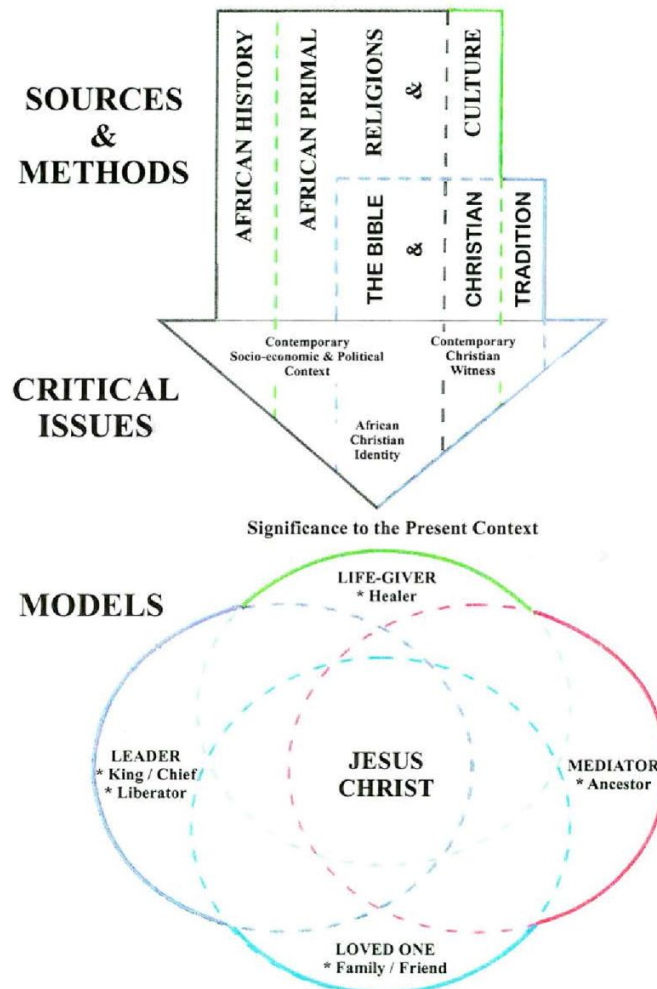 SOURCES
&
METHODS
AFRICAN HISTORY
AFRICAN PRIMAL
RELIGIONS &
CULTURE
THE BIBLE &
CHRISTIAN
TRADITION
CRITICAL
ISSUES
Contemporary
Socio-economic & Political
Context
Contemporary
Christian
Witness
African
Christian
Identity
Significance to the Present Context
MODELS
LIFE-GIVER
* Healer
LEADER
* King / Chief
* Liberator
JESUS
CHRIST
MEDIATOR
* Ancestor
LOVED ONE
* Family / Friend